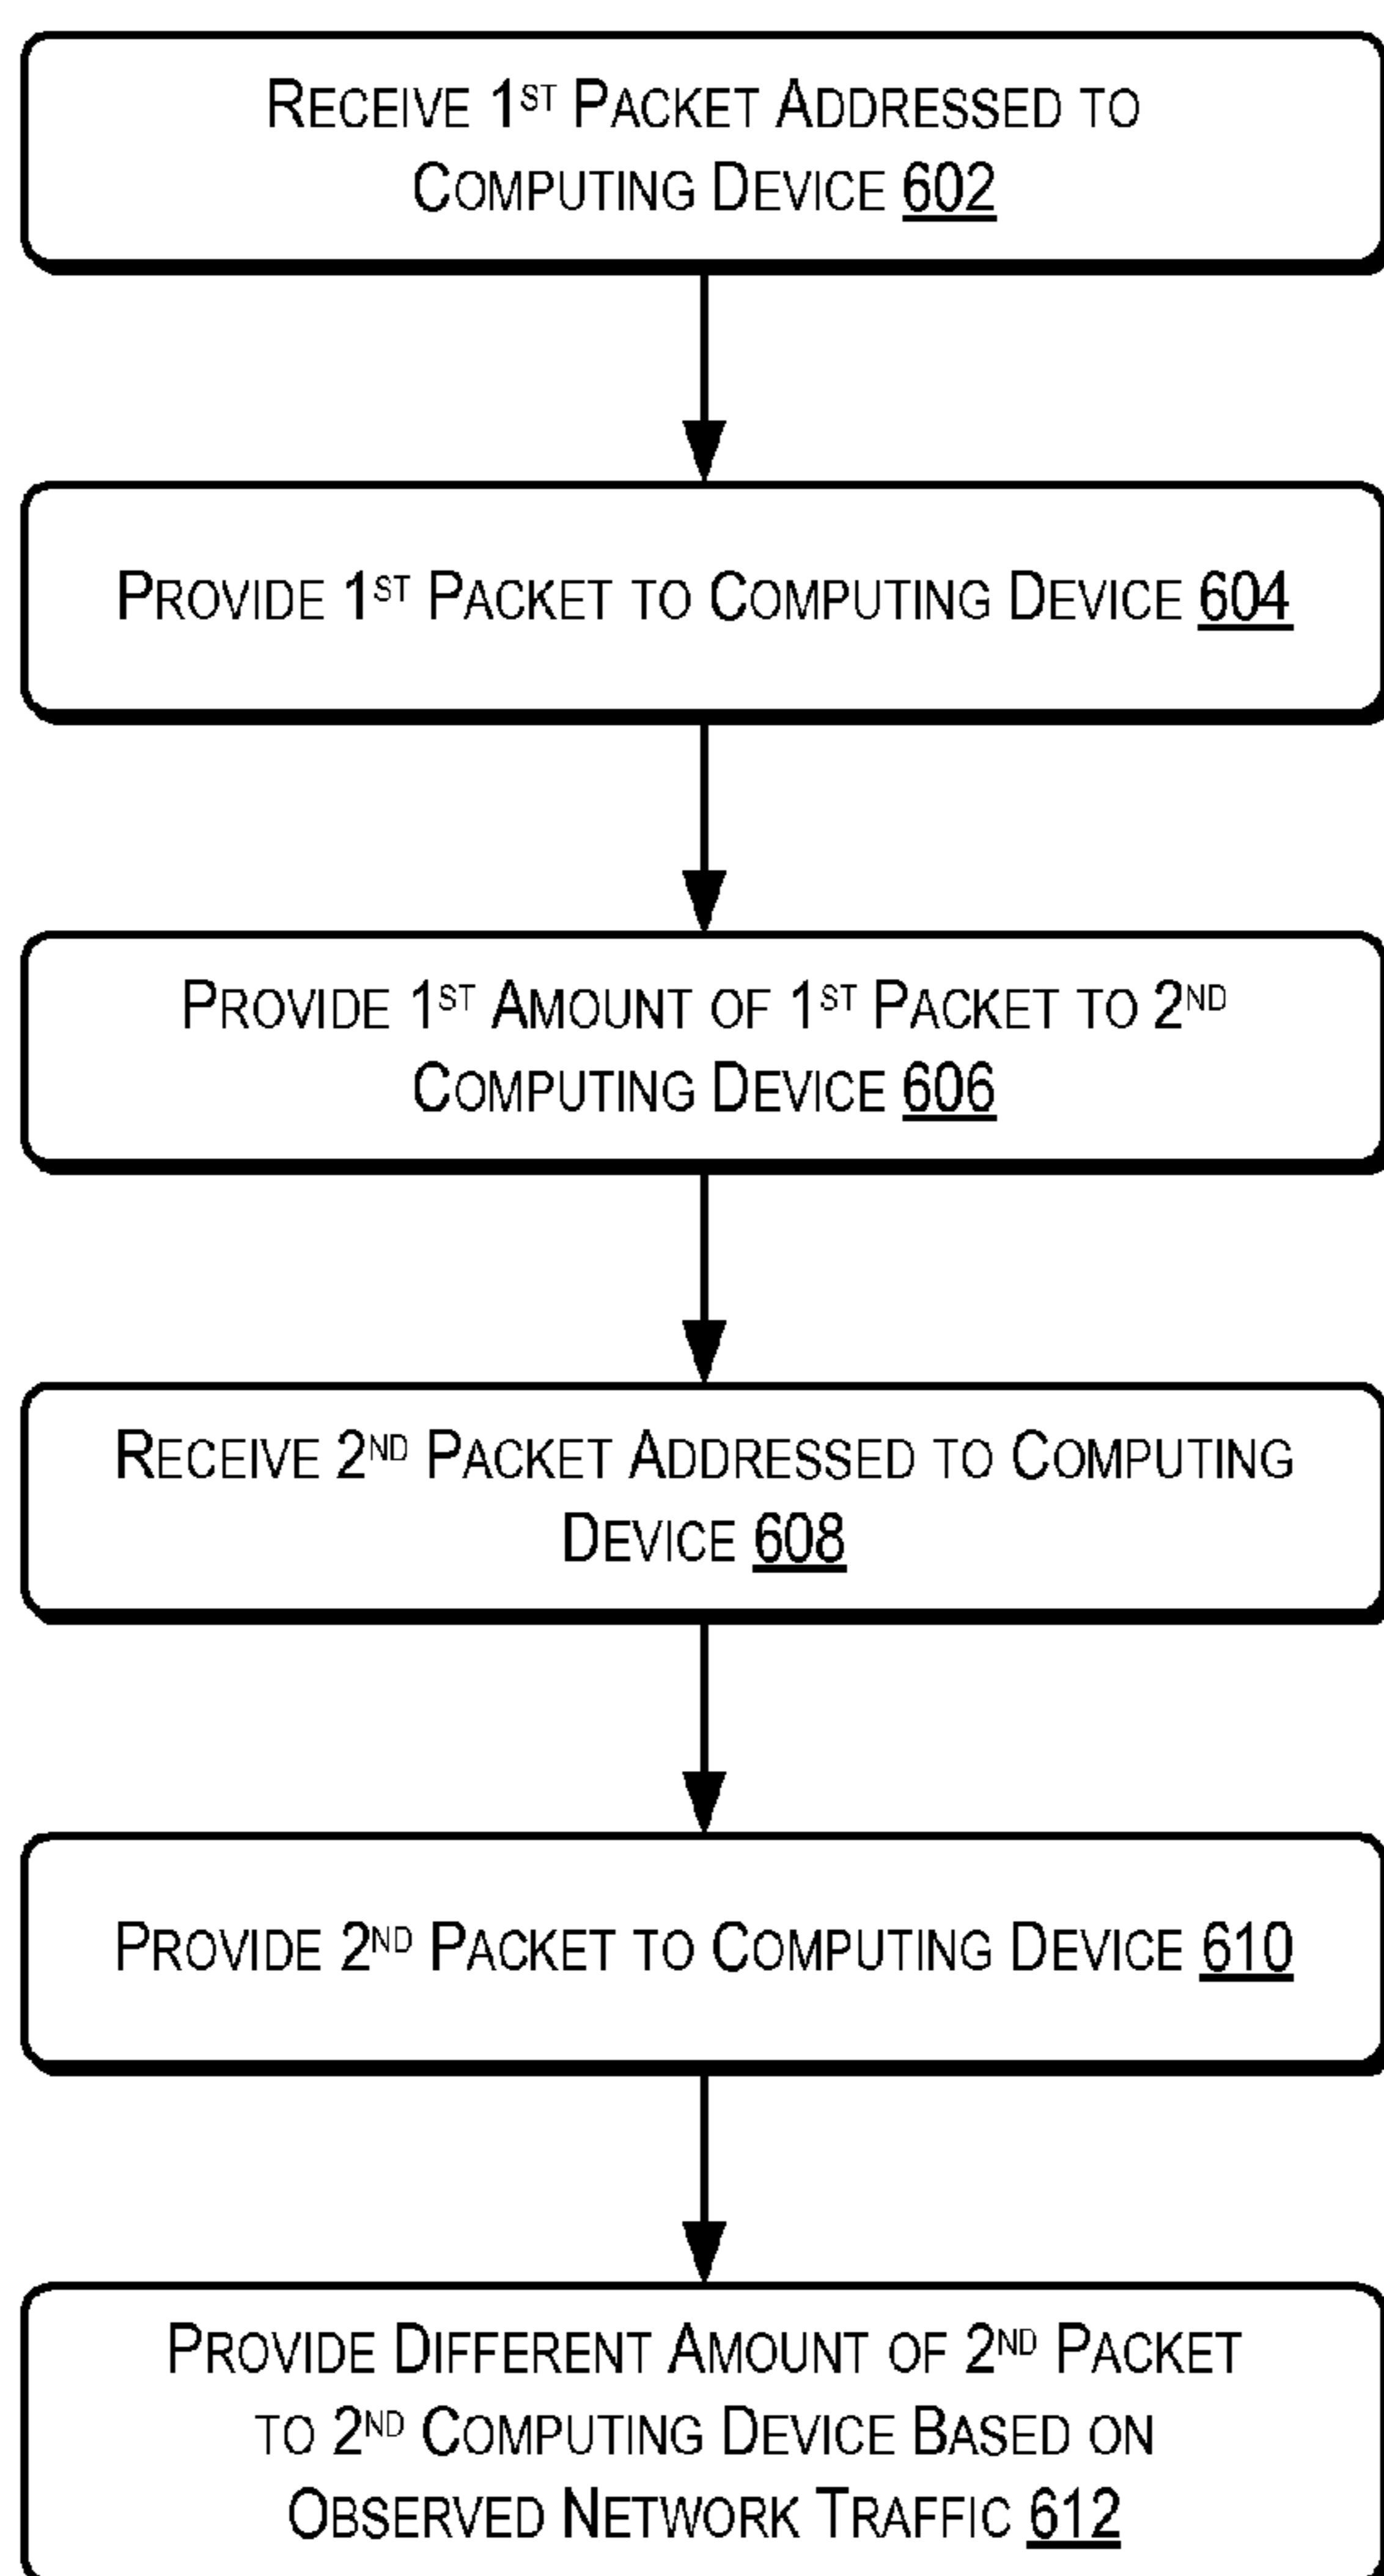 RECEIVE 1ST PACKET ADDRESSED TO
COMPUTING DEVICE 602
PROVIDE 1ST PACKET TO COMPUTING DEVICE 604
PROVIDE 1ST AMOUNT OF 1ST PACKET TO 2ND
COMPUTING DEVICE 606
RECEIVE 2ND PACKET ADDRESSED TO COMPUTING
DEVICE 608
PROVIDE 2ND PACKET TO COMPUTING DEVICE 610
PROVIDE DIFFERENT AMOUNT OF 2ND PACKET
TO 2ND COMPUTING DEVICE BASED ON
OBSERVED NETWORK TRAFFIC 612